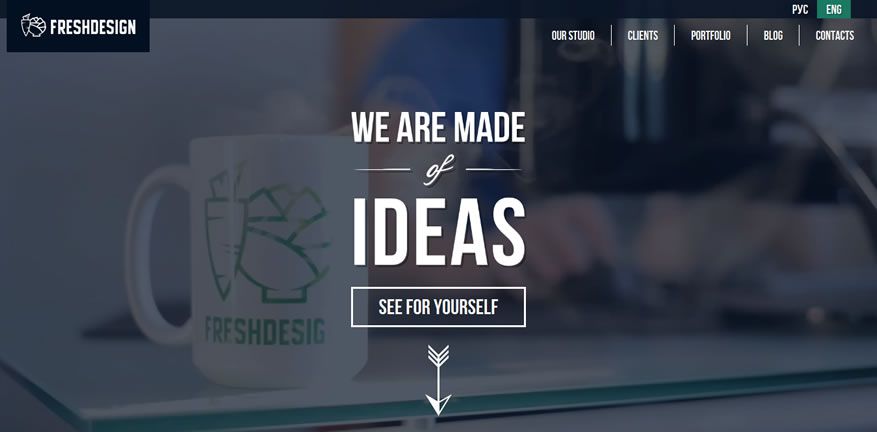 РУС ENG
FRESHDESIGN
OUR STUDIO CLIENTS PORTFOLIO BLOG CONTACTS
WE ARE MADE
of
IDEAS
SEE FOR YOURSELF
FRESHDESIG